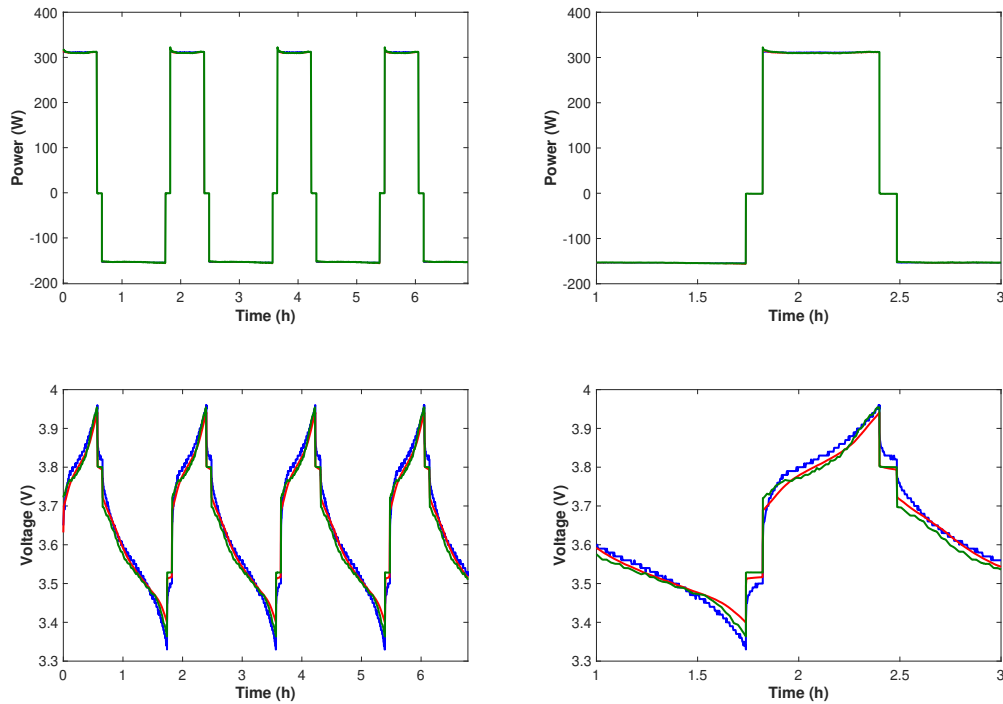 400
300
200
100
0
-100
-200
Power (W)
0 1 2 3 4 5 6
Time (h)
400
300
200
100
0
-100
-200
Power (W)
1 1.5 2 2.5 3
Time (h)
4
3.9
3.8
3.7
3.6
3.5
3.4
3.3
Voltage (V)
0 1 2 3 4 5 6
Time (h)
4
3.9
3.8
3.7
3.6
3.5
3.4
3.3
Voltage (V)
1 1.5 2 2.5 3
Time (h)